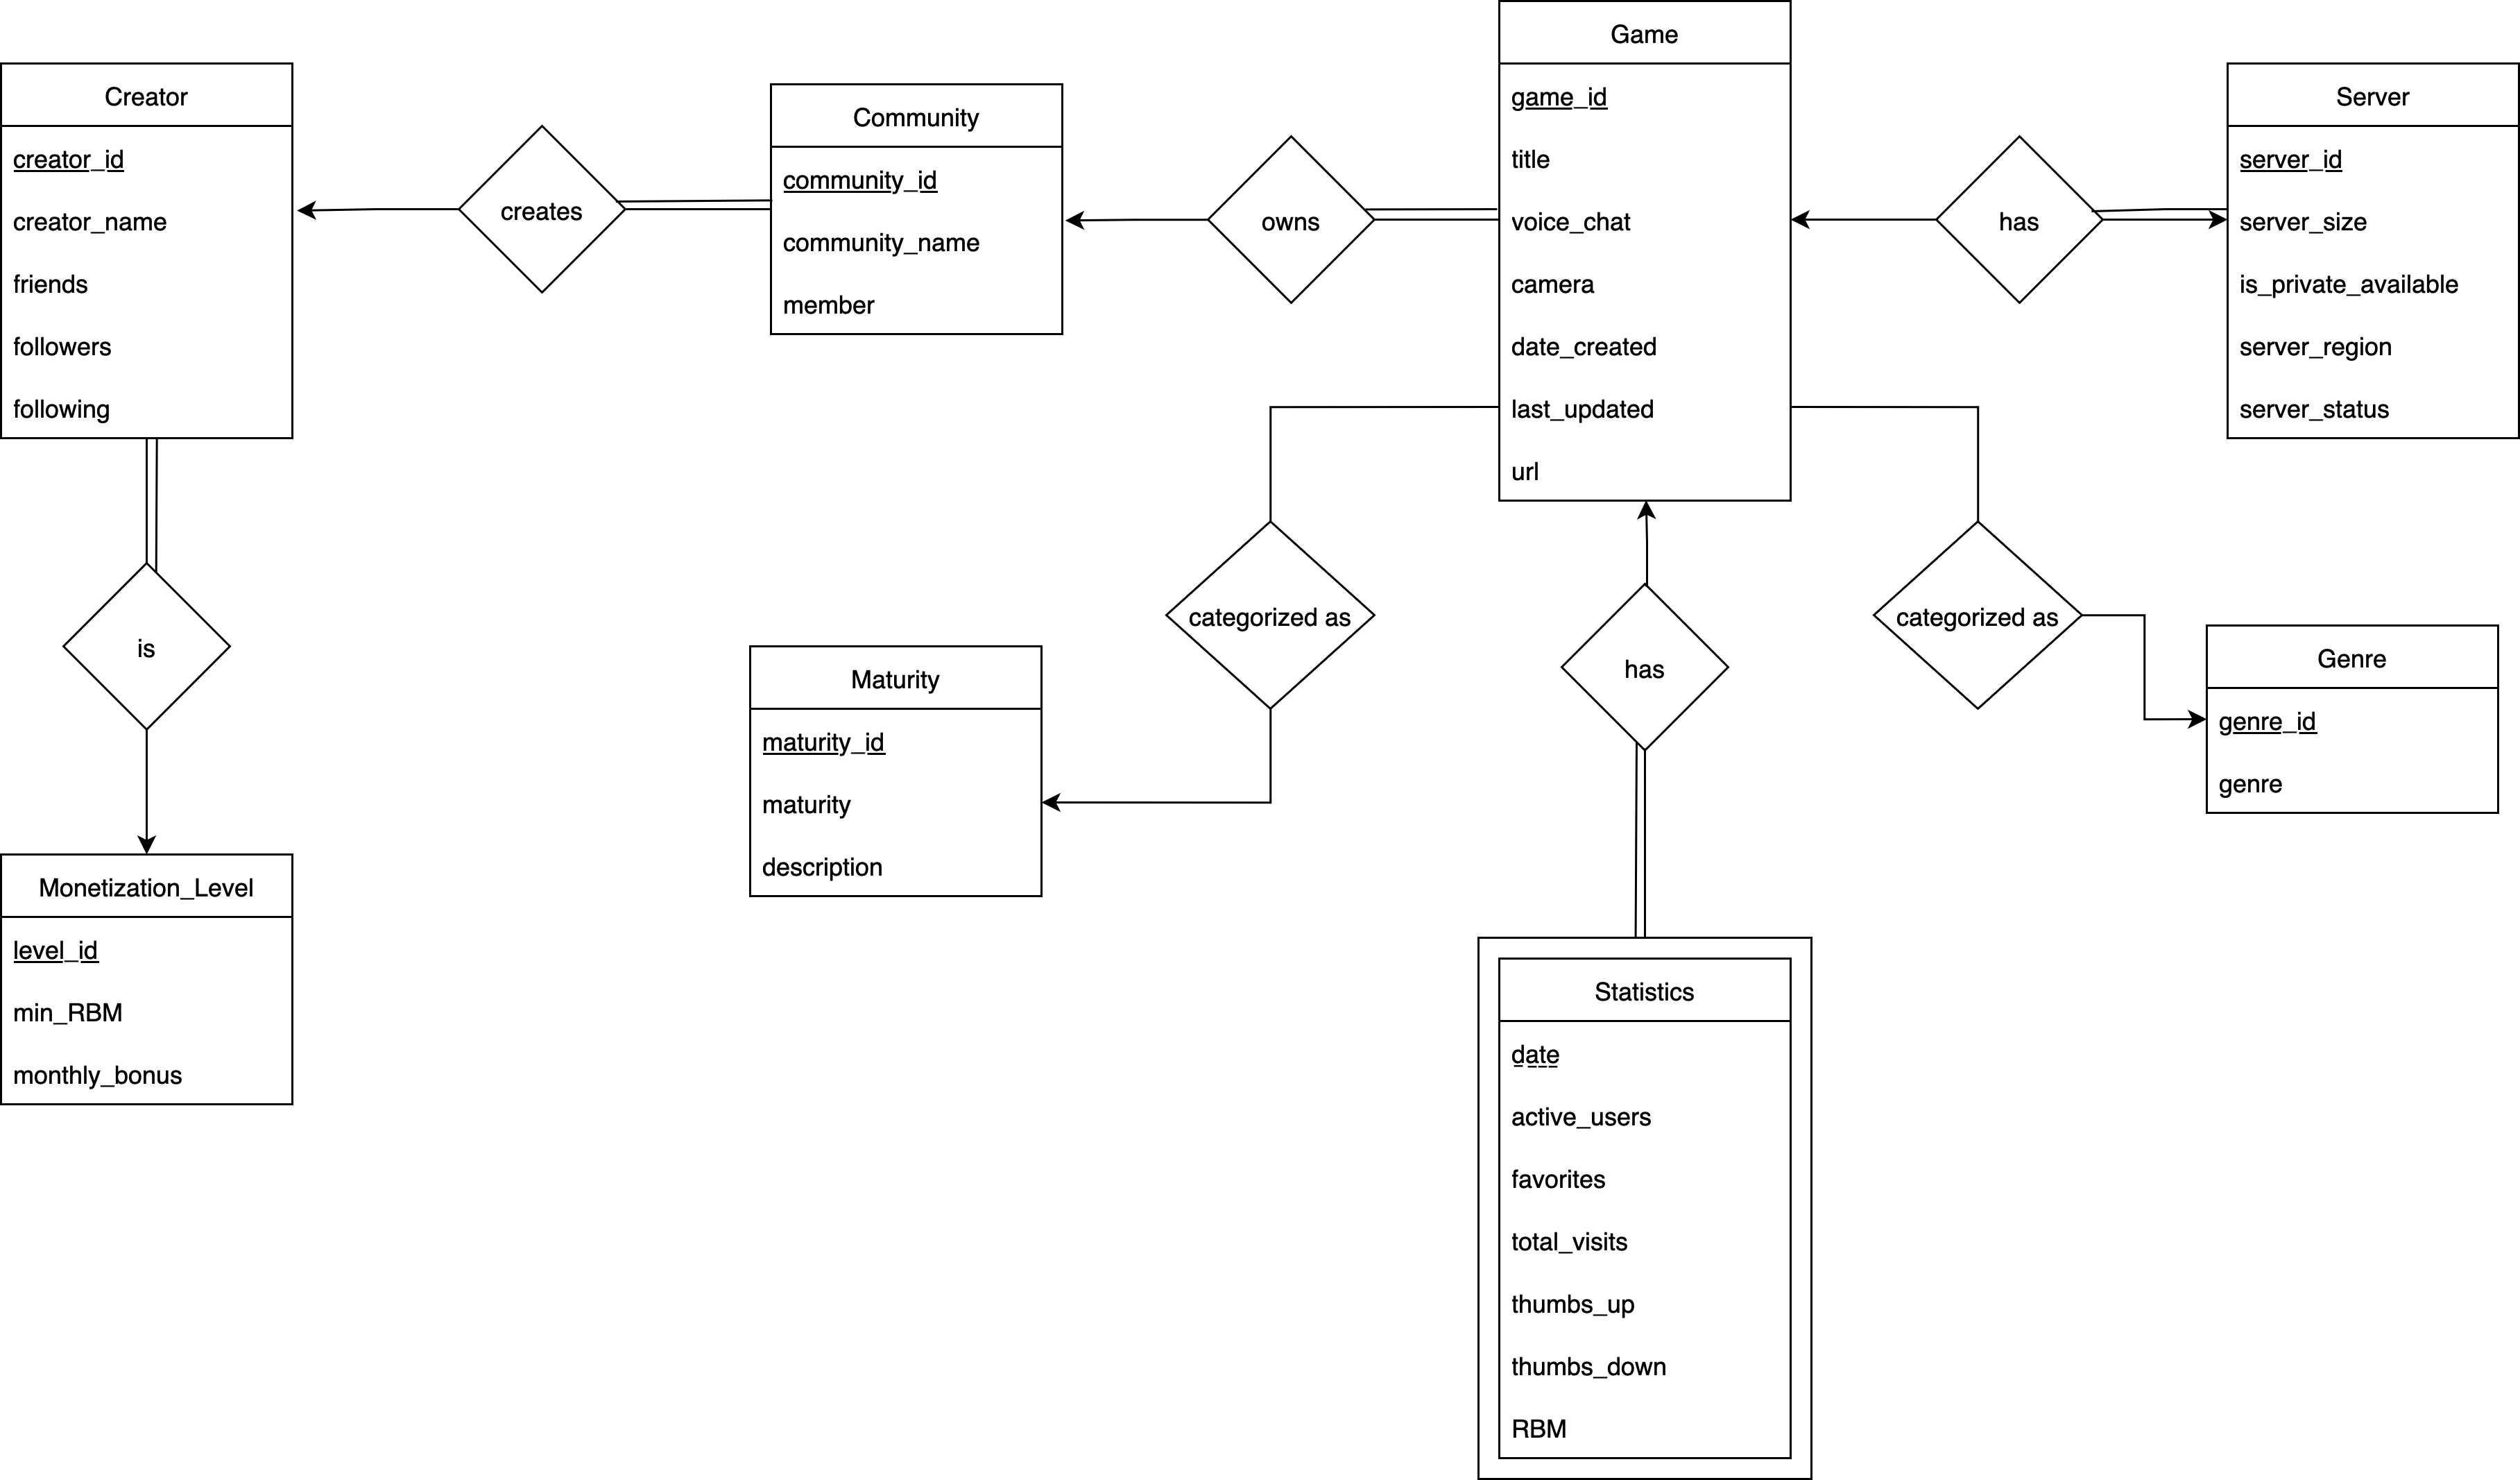 Creator
creator_id
creator_name
friends
followers
following
creates
Community
community_id
community_name
member
owns
Game
game_id
title
voice_chat
camera
date_created
last_updated
url
has
Server
server_id
server_size
is_private_available
server_region
server_status
is
categorized as
has
categorized as
Maturity
maturity_id
maturity
description
Genre
genre_id
genre
Monetization_Level
level_id
min_RBM
monthly_bonus
Statistics
date
active_users
favorites
total_visits
thumbs_up
thumbs_down
RBM